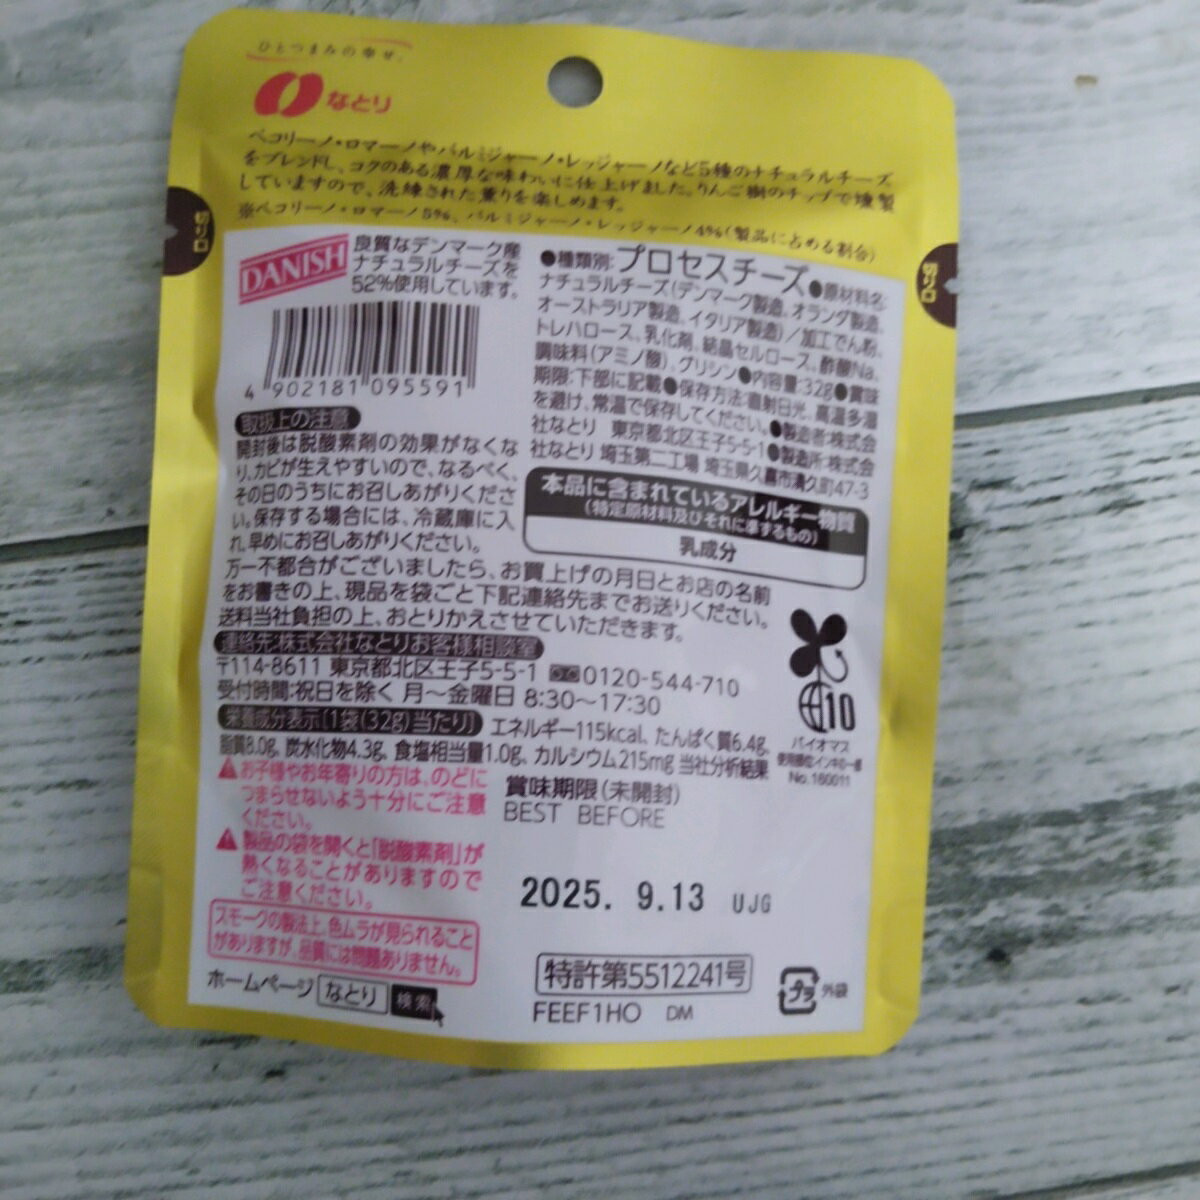 ひとつまみの幸せ。
なとり
ペコリーノ・ロマーノやパルミジャーノ・レッジャーノなど5種のナチュラルチーズ
をブレンドし、コクのある濃厚な味わいに仕上げました。りんご樹のチップで燻製
していますので、洗練された薫りを楽しめます。
※ペコリーノ・ロマーノ5%、パルミジャーノ・レッジャーノ4%(製品に占める割合)
切り口
切り口
DANISH
良質なデンマーク産
ナチュラルチーズを
52%使用しています。
4 902181 095591
●種類別:プロセスチーズ●原材料名:
ナチュラルチーズ(デンマーク製造、オランダ製造、
オーストラリア製造、イタリア製造)/加工でん粉、
トレハロース、乳化剤、結晶セルロース、酢酸Na、
調味料(アミノ酸)、グリシン●内容量:32g●賞味
期限:下部に記載●保存方法:直射日光、高温多湿
を避け、常温で保存してください。●製造者:株式会
社なとり 東京都北区王子5-5-1●製造所:株式会
社なとり 埼玉第二工場 埼玉県久喜市清久町47-3
取扱上の注意
開封後は脱酸素剤の効果がなくな
り、カビが生えやすいので、なるべく、
その日のうちにお召しあがりくださ
い。保存する場合には、冷蔵庫に入
れ、早めにお召しあがりください。
本品に含まれているアレルギー物質
(特定原材料及びそれに準ずるもの)
乳成分
万一不都合がございましたら、お買上げの月日とお店の名前
をお書きの上、現品を袋ごと下記連絡先までお送りください。
送料当社負担の上、おとりかえさせていただきます。
連絡先:株式会社なとりお客様相談室
〒114-8611 東京都北区王子5-5-1 0120-544-710
受付時間:祝日を除く 月～金曜日 8:30～17:30
栄養成分表示[1袋(32g)当たり] エネルギー115kcal、たんぱく質6.4g、
脂質8.0g、炭水化物4.3g、食塩相当量1.0g、カルシウム215mg 当社分析結果
10
バイオマス
使用部位:インキの一部
No.160011
お子様やお年寄りの方は、のどに
つまらせないよう十分にご注意
ください。
製品の袋を開くと「脱酸素剤」が
熱くなることがありますので
ご注意ください。
スモークの製法上、色ムラが見られること
がありますが、品質には問題ありません。
ホームページ なとり 検索
賞味期限(未開封)
BEST BEFORE
2025. 9.13 UJG
特許第5512241号
FEEF1HO DM
プラ 外袋